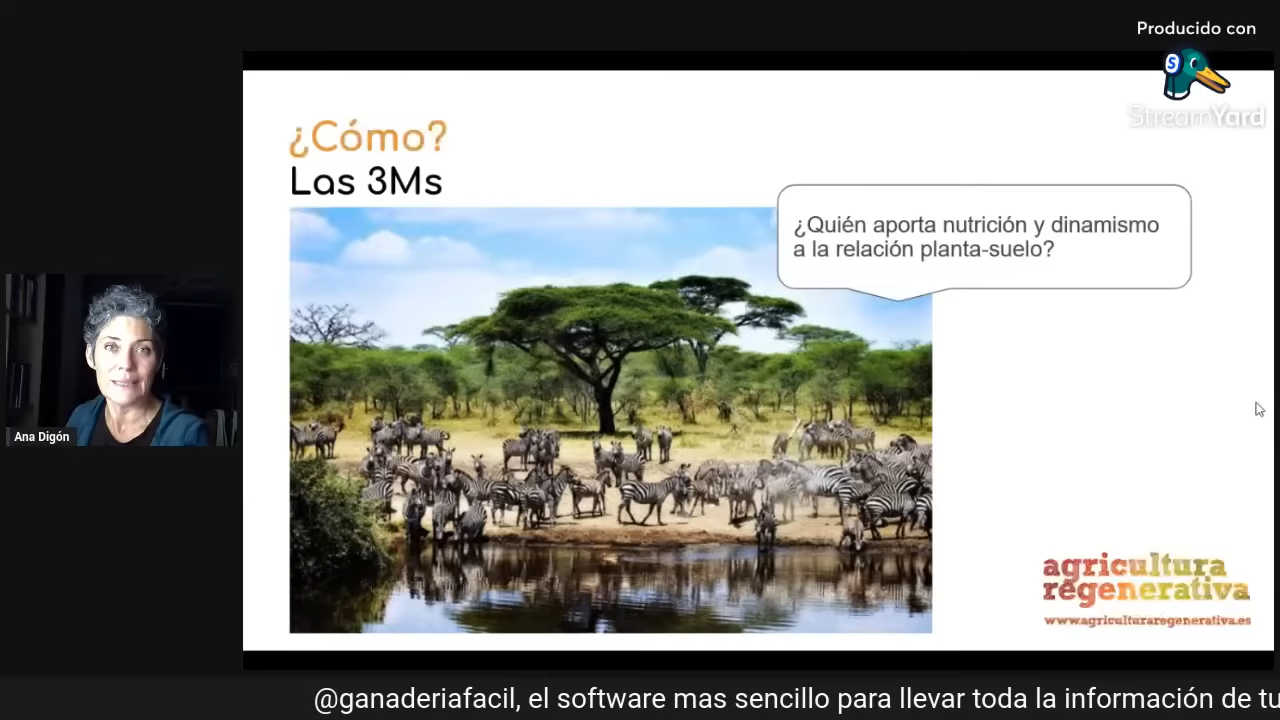 Producido con
StreamYard
¿Cómo?
Las 3Ms
¿Quién aporta nutrición y dinamismo
a la relación planta-suelo?
Ana Digón
agricultura
regenerativa
www.agriculturaregenerativa.es
@ganaderiafacil, el software mas sencillo para llevar toda la información de tu